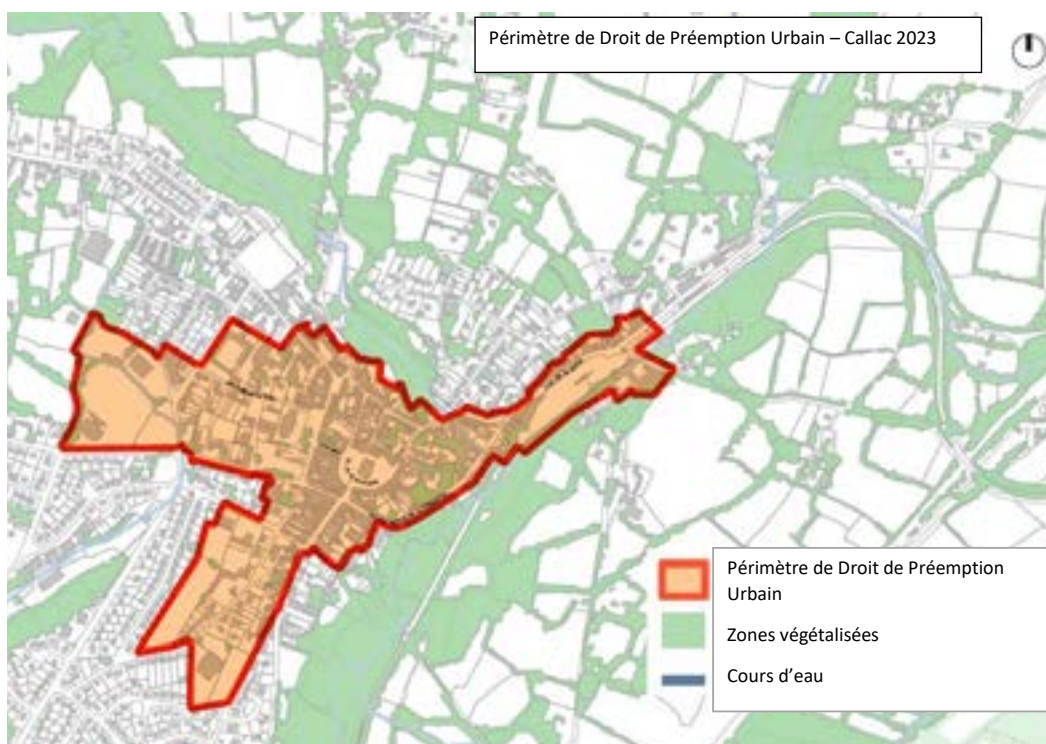 Périmètre de Droit de Préemption Urbain – Callac 2023
Périmètre de Droit de Préemption
Urbain
Zones végétalisées
Cours d'eau